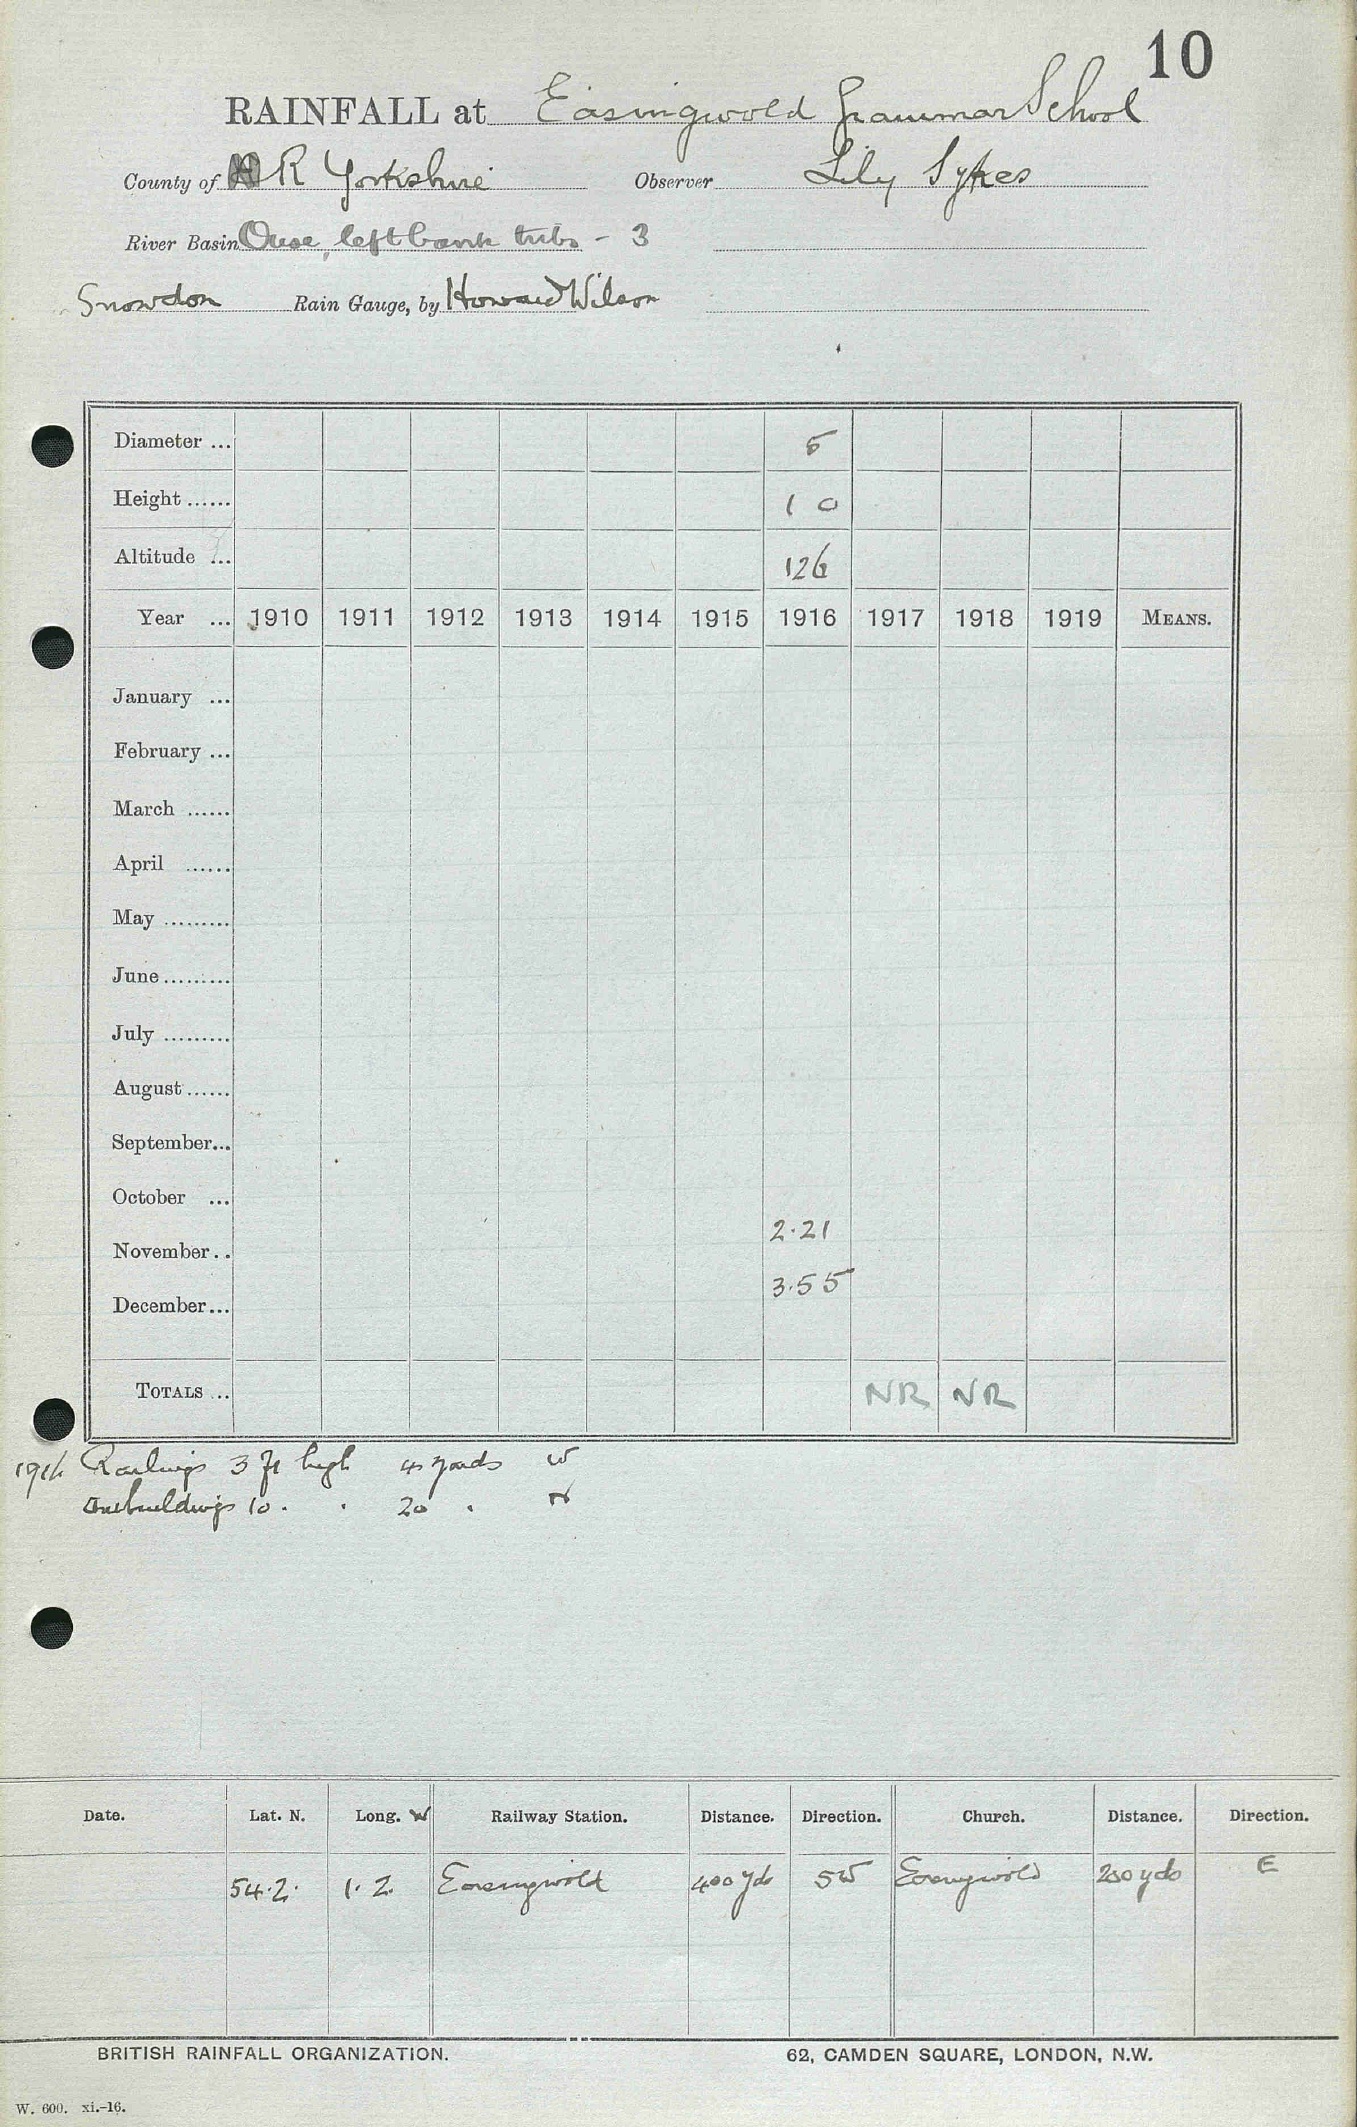 10
RAINFALL at Easingwold Grammar School
County of R Yorkshire Observer Lily Sykes
River Basin Ouse, left bank tribs - 3
Snowdon Rain Gauge, by Howard Wilson
Diameter ... 5
Height ...... 1 0
Altitude ... 126
Year ... 1910 1911 1912 1913 1914 1915 1916 1917 1918 1919 MEANS.
January ...
February ...
March ......
April ......
May .........
June .........
July .........
August ......
September...
October ...
November.. 2.21
December... 3.55
TOTALS ... NR NR
1916 Railings 3 ft high 4 yards W
Outbuildings 10 . . 20 . N
Date. Lat. N. Long. W Railway Station. Distance. Direction. Church. Distance. Direction.
54.2. 1.2. Easingwold 400 yds SW Easingwold 250 yds E
BRITISH RAINFALL ORGANIZATION. 62, CAMDEN SQUARE, LONDON, N.W.
W. 600. xi.-16.